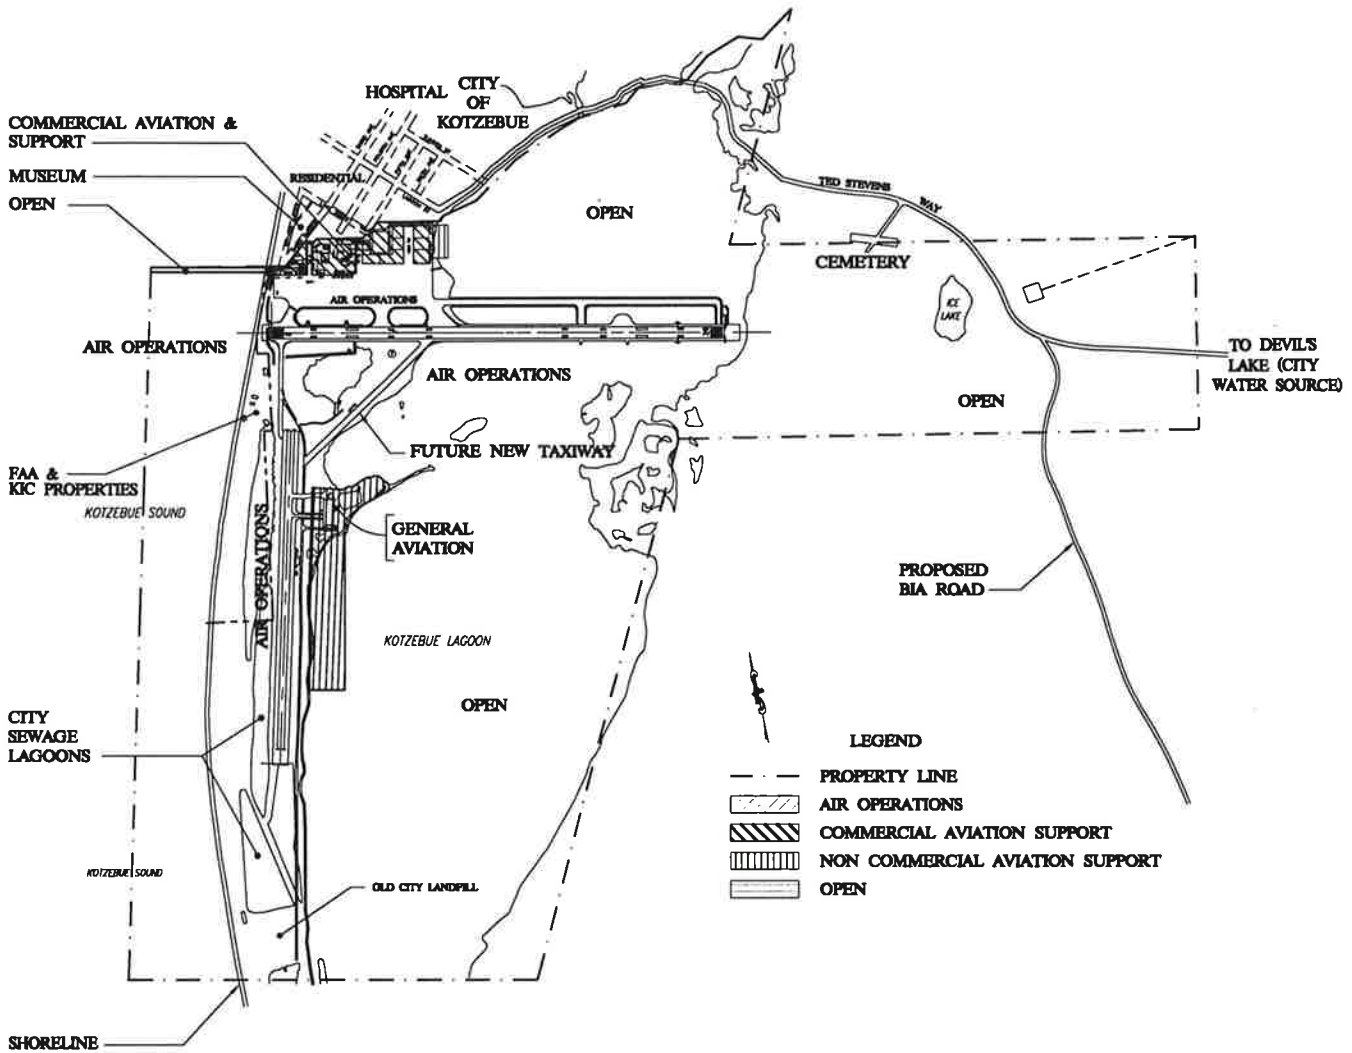 HOSPITAL
CITY
OF
KOTZEBUE
COMMERCIAL AVIATION &
SUPPORT
MUSEUM
OPEN
RESIDENTIAL
OPEN
TED STEVENS
WAY
CEMETERY
ICE
LAKE
AIR OPERATIONS
AIR OPERATIONS
AIR OPERATIONS
TO DEVIL'S
LAKE (CITY
WATER SOURCE)
OPEN
FUTURE NEW TAXIWAY
FAA &
KIC PROPERTIES
KOTZEBUE SOUND
AIR OPERATIONS
GENERAL
AVIATION
PROPOSED
BIA ROAD
KOTZEBUE LAGOON
OPEN
CITY
SEWAGE
LAGOONS
KOTZEBUE SOUND
OLD CITY LANDFILL
SHORELINE
LEGEND
PROPERTY LINE
AIR OPERATIONS
COMMERCIAL AVIATION SUPPORT
NON COMMERCIAL AVIATION SUPPORT
OPEN